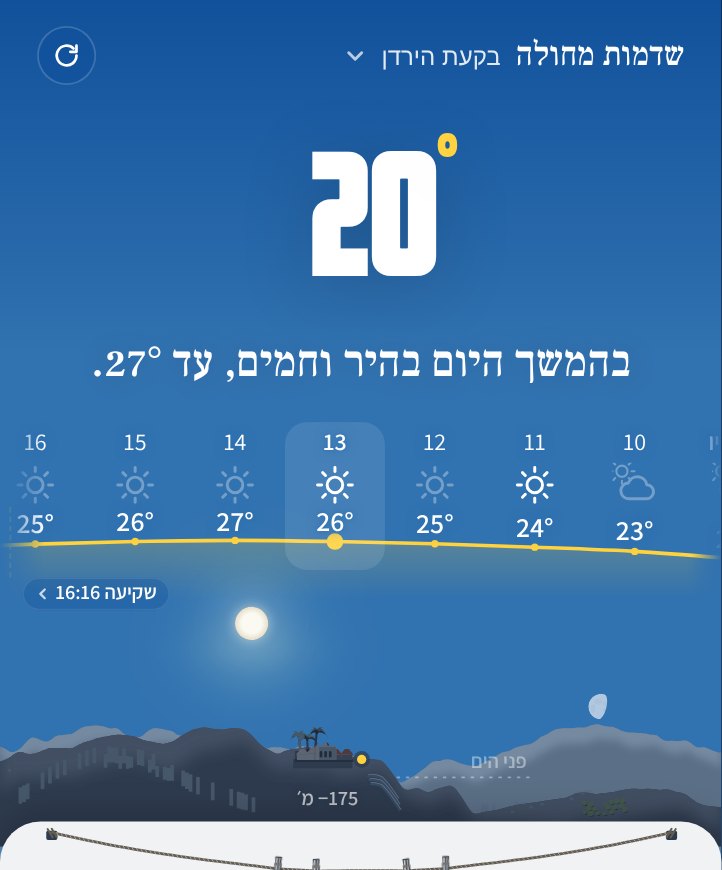 שדמות מחולה בקעת הירדן
20°
בהמשך היום בהיר וחמים, עד 27°.
10 11 12 13 14 15 16
23° 24° 25° 26° 27° 26° 25°
שקיעה 16:16
פני הים
−175 מ׳